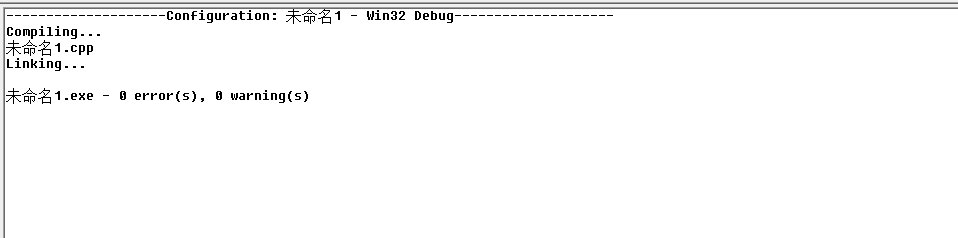 --------------------Configuration: 未命名1 - Win32 Debug--------------------
Compiling...
未命名1.cpp
Linking...
未命名1.exe - 0 error(s), 0 warning(s)